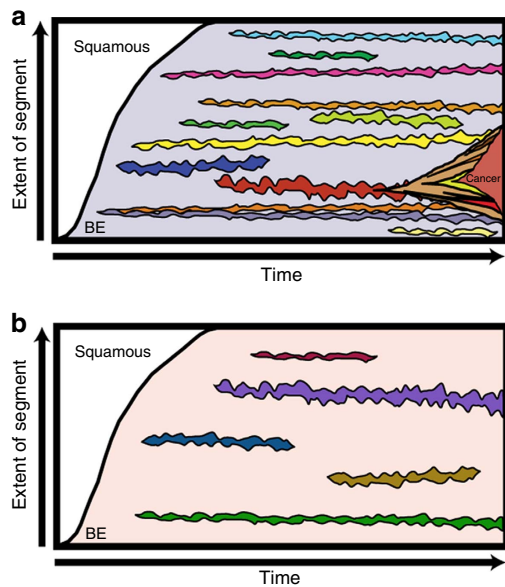 a
Squamous
Extent of segment
Cancer
BE
Time
b
Squamous
Extent of segment
BE
Time